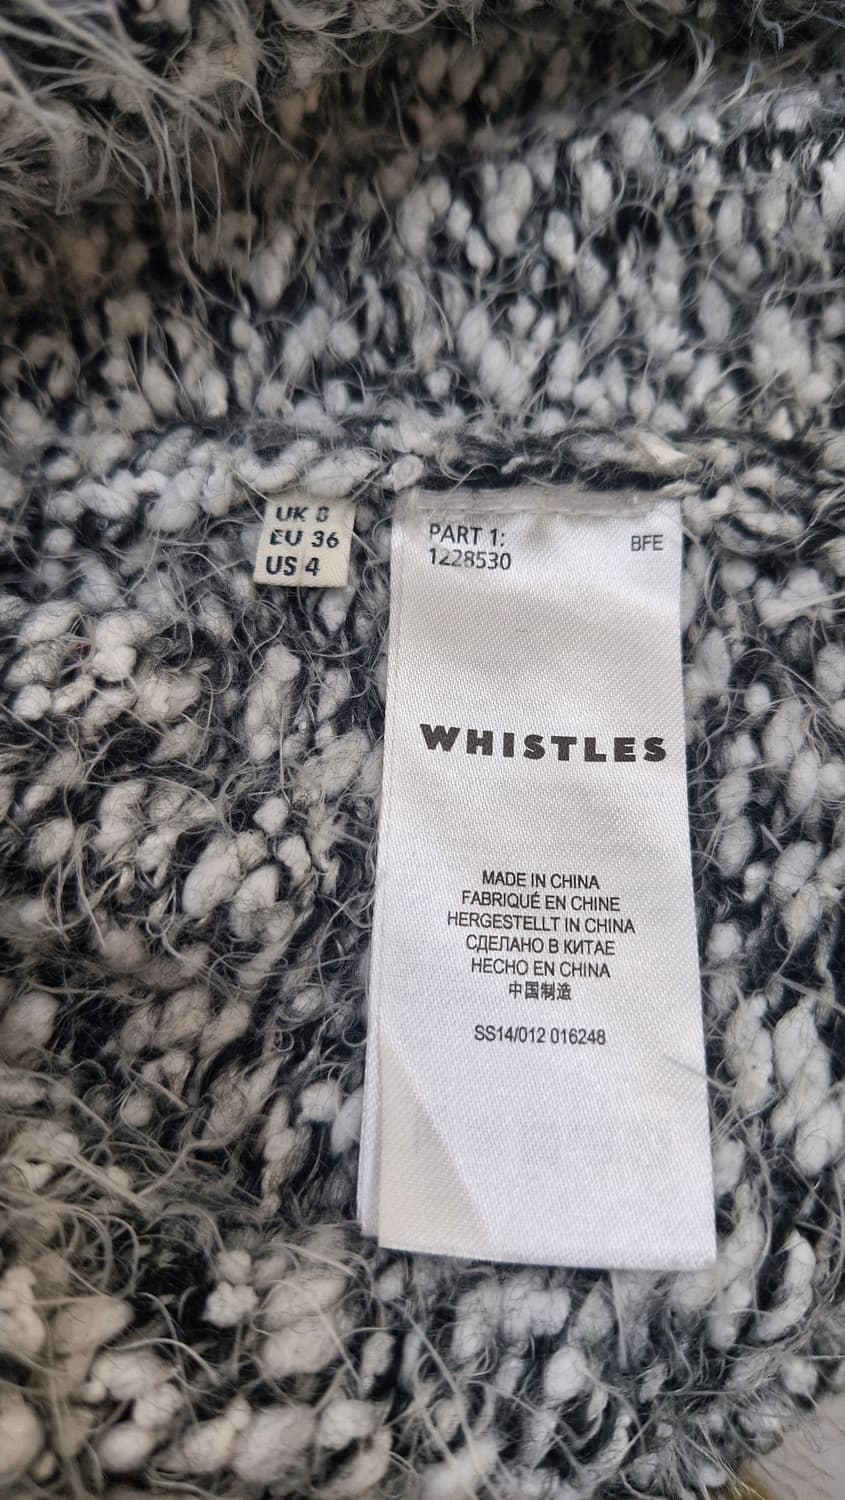 UK 8
EU 36
US 4
PART 1:
1228530
BFE
WHISTLES
MADE IN CHINA
FABRIQUÉ EN CHINE
HERGESTELLT IN CHINA
СДЕЛАНО В КИТАЕ
HECHO EN CHINA
中国制造
SS14/012 016248